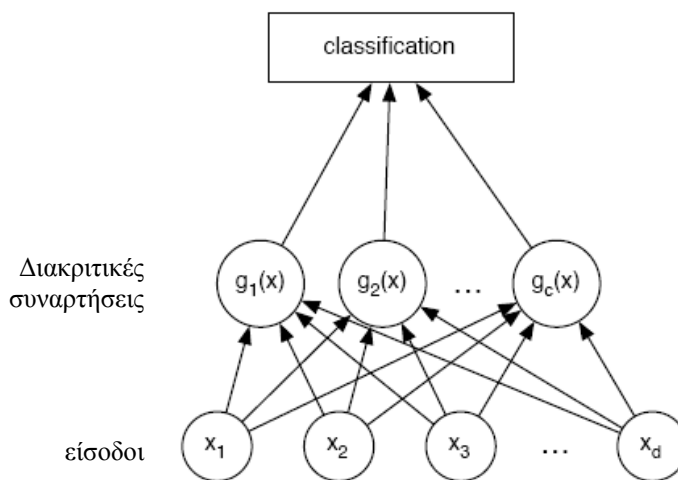 classification
Διακριτικές
συναρτήσεις
g1(x) g2(x) ... gc(x)
είσοδοι
x1 x2 x3 ... xd